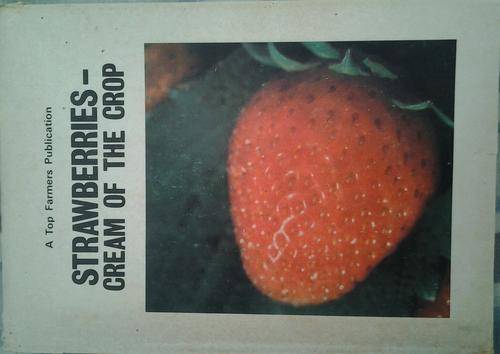 A Top Farmers Publication
STRAWBERRIES–
CREAM OF THE CROP